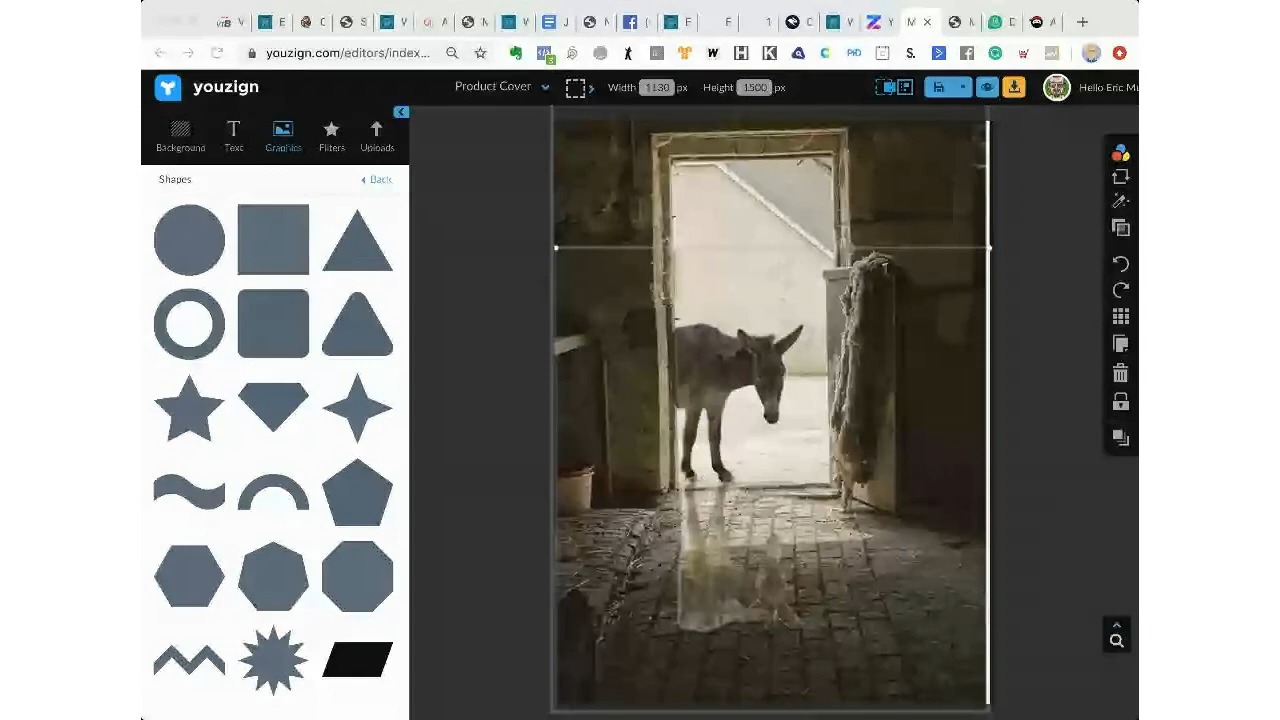 youzign.com/editors/index...
youzign
Product Cover
Width 1130 px
Height 1500 px
Hello Eric Mu
Background
Text
Graphics
Filters
Uploads
Shapes
Back